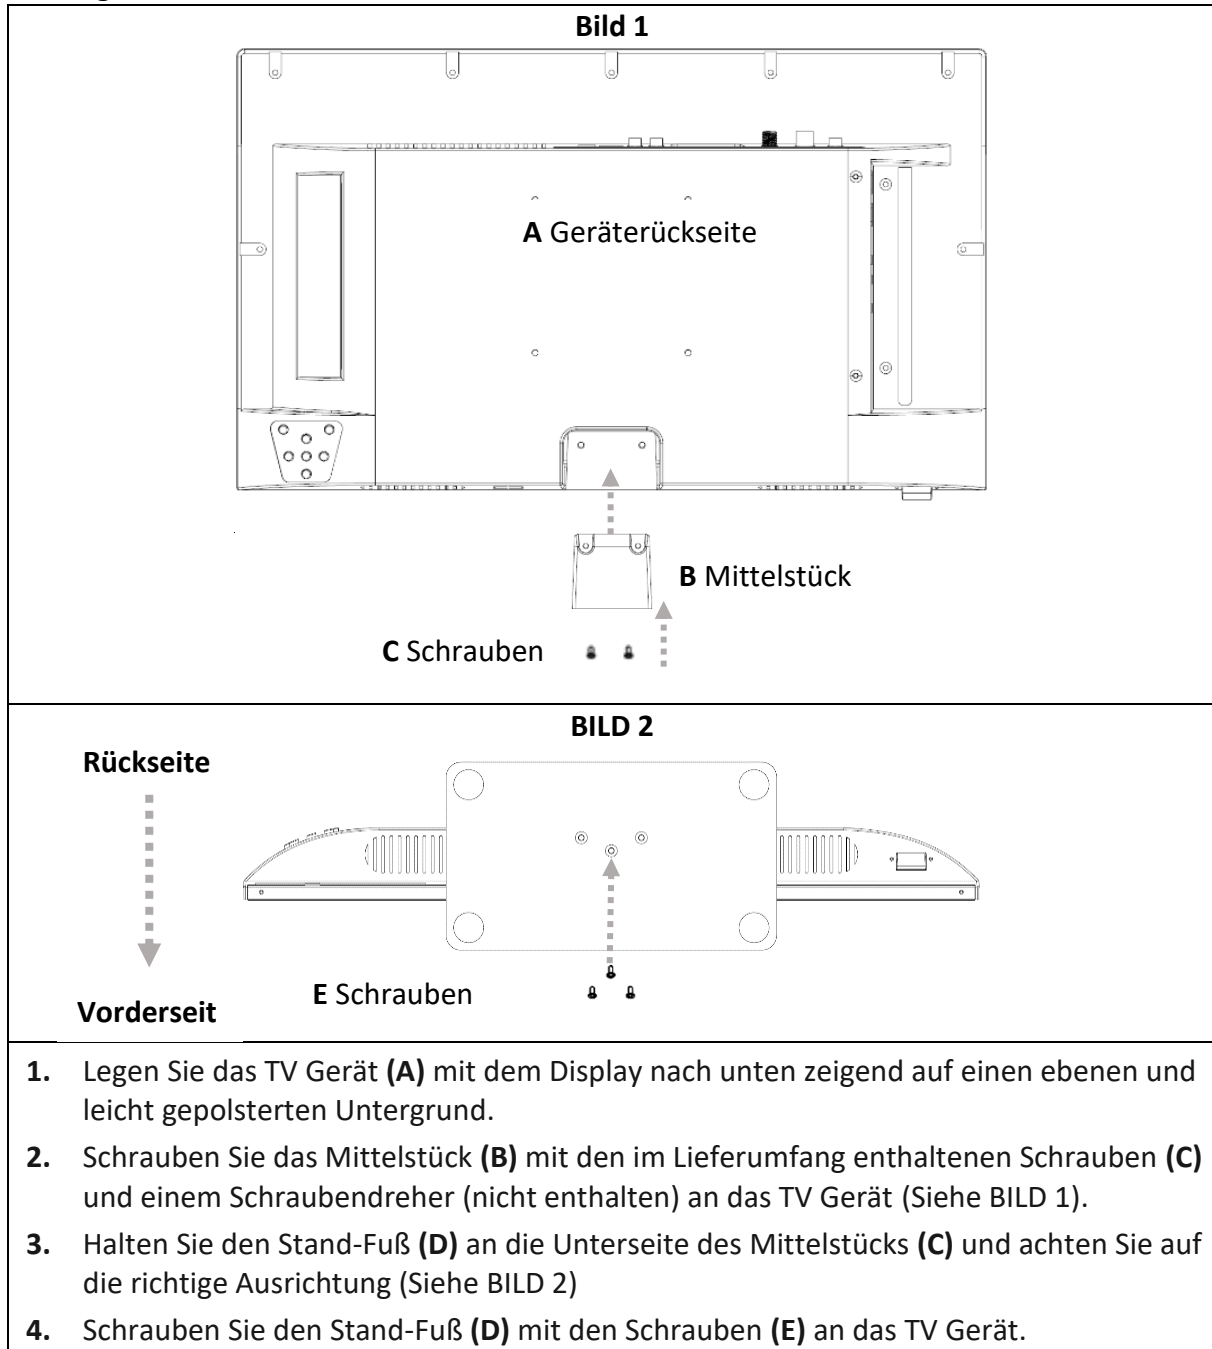 Bild 1
A Geräterückseite
B Mittelstück
C Schrauben
BILD 2
Rückseite
E Schrauben
Vorderseit
1. Legen Sie das TV Gerät (A) mit dem Display nach unten zeigend auf einen ebenen und
leicht gepolsterten Untergrund.
2. Schrauben Sie das Mittelstück (B) mit den im Lieferumfang enthaltenen Schrauben (C)
und einem Schraubendreher (nicht enthalten) an das TV Gerät (Siehe BILD 1).
3. Halten Sie den Stand-Fuß (D) an die Unterseite des Mittelstücks (C) und achten Sie auf
die richtige Ausrichtung (Siehe BILD 2)
4. Schrauben Sie den Stand-Fuß (D) mit den Schrauben (E) an das TV Gerät.